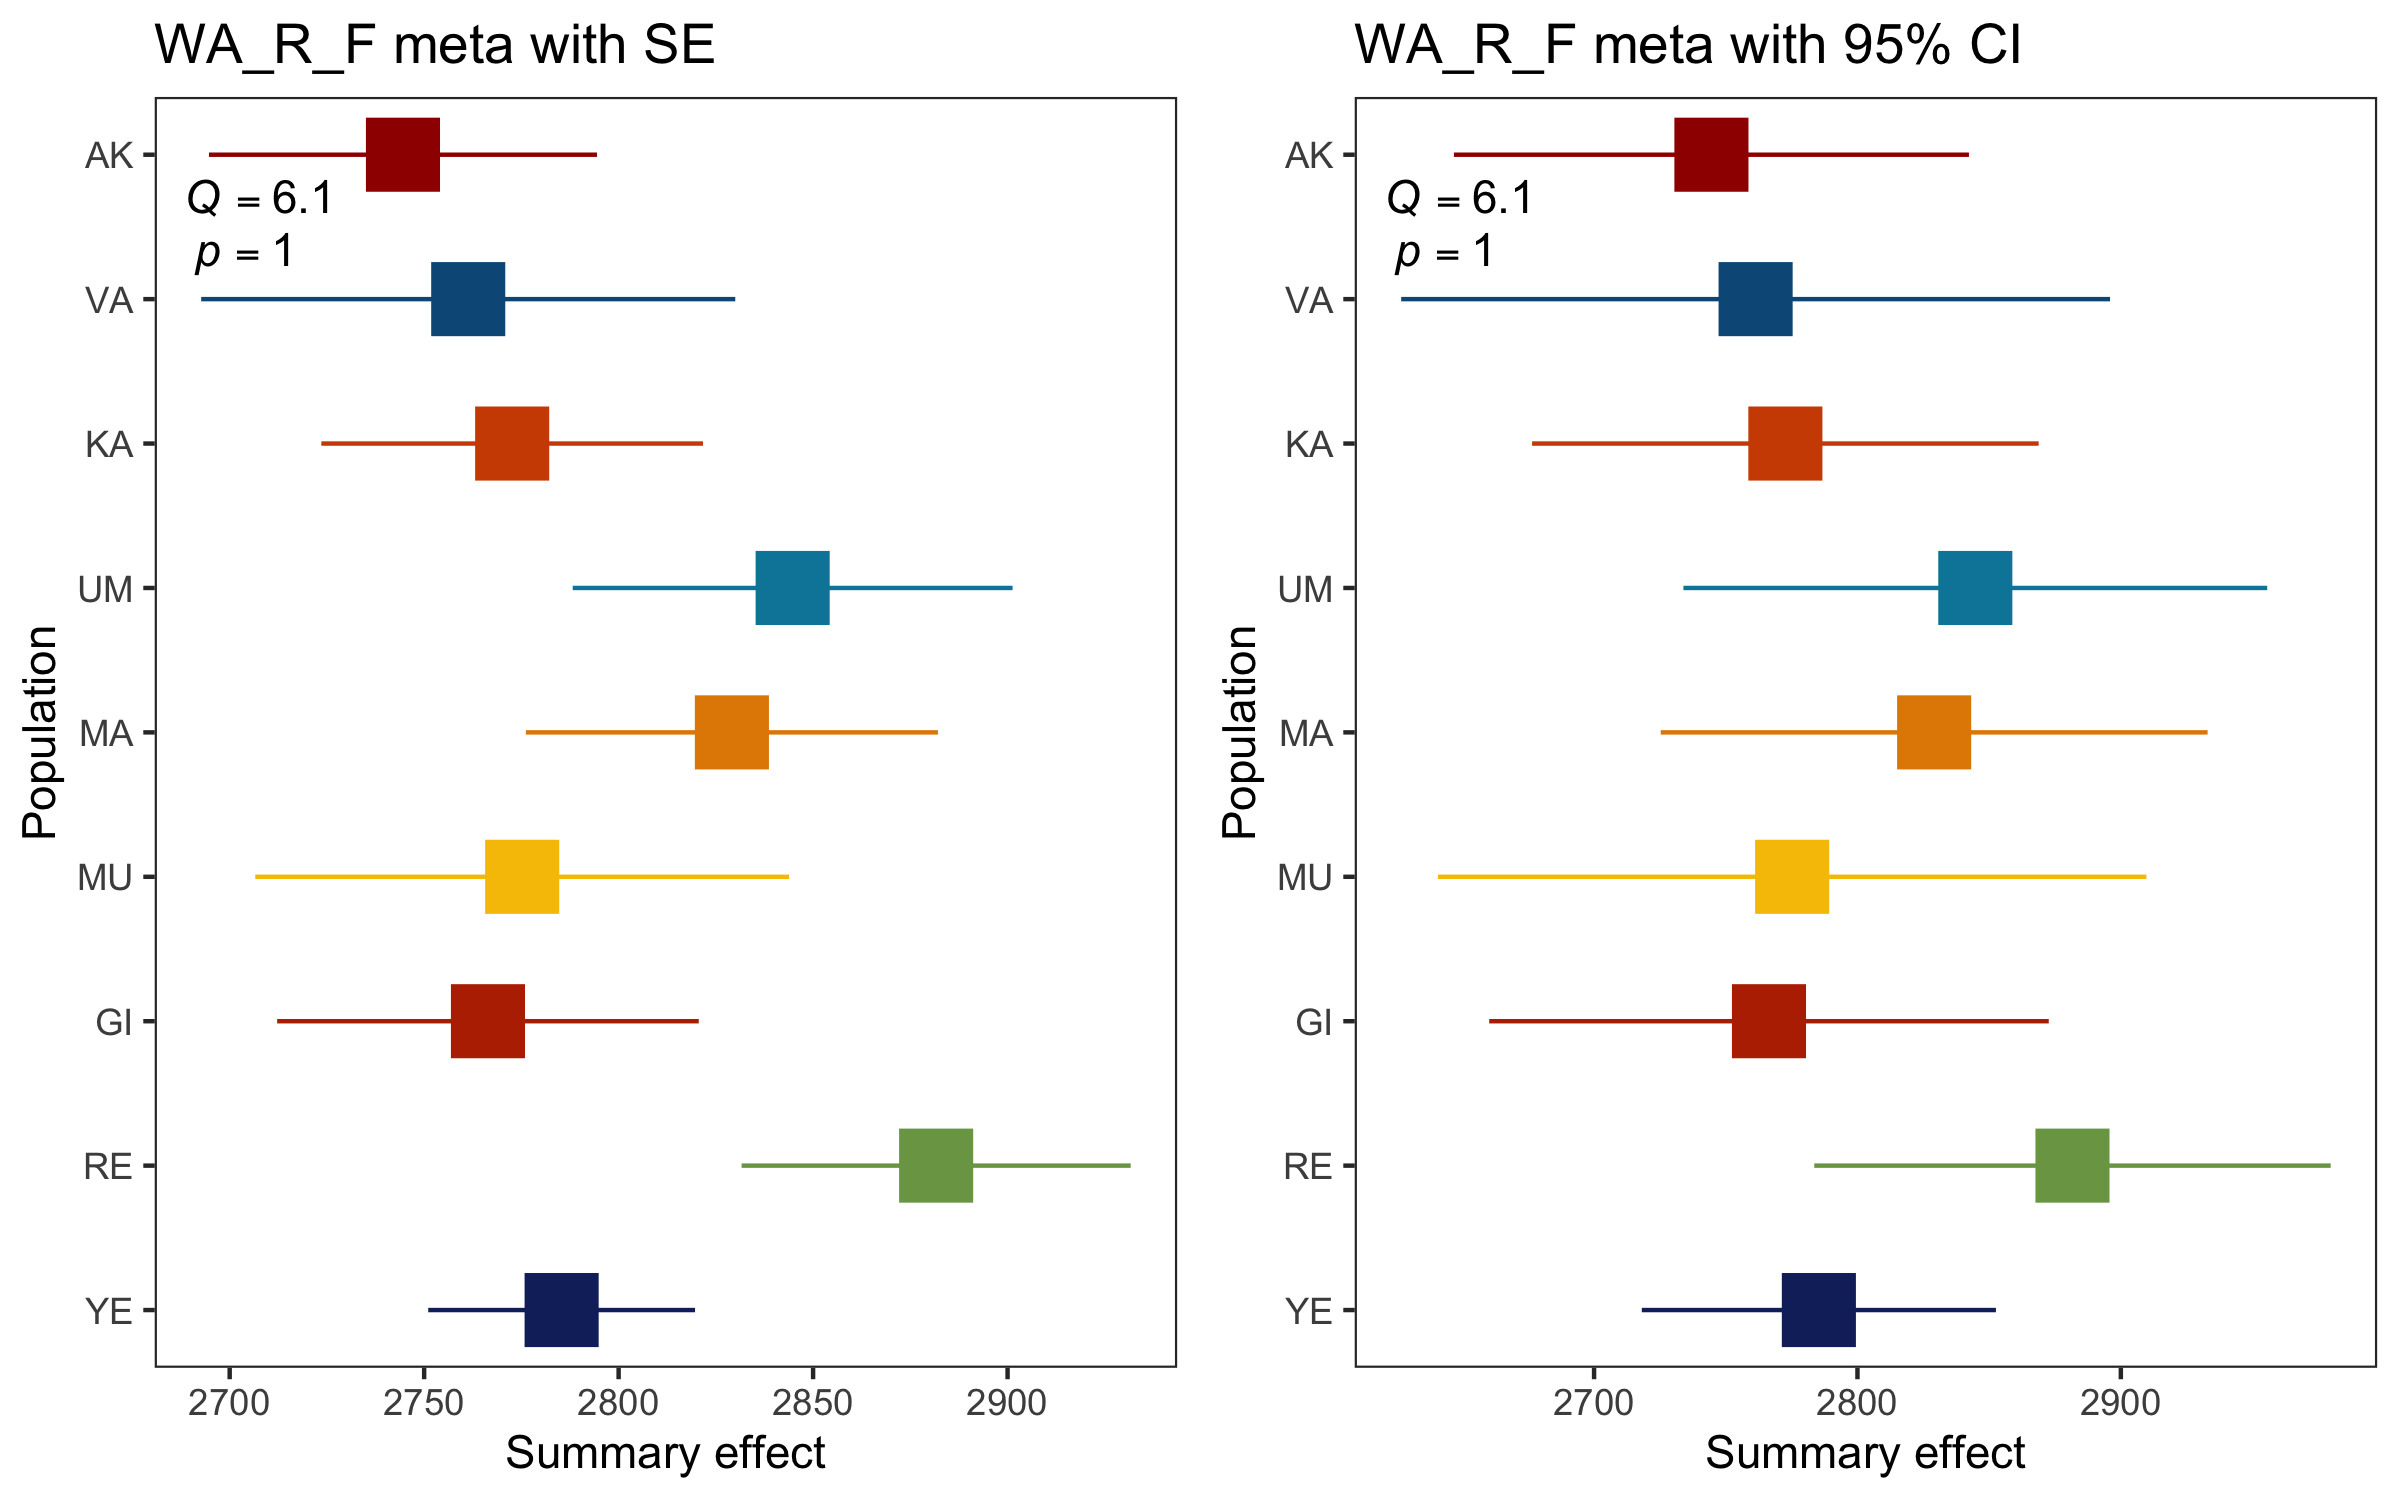 WA_R_F meta with SE
AK
Q = 6.1
p = 1
VA
KA
UM
MA
MU
GI
RE
YE
Population
2700 2750 2800 2850 2900
Summary effect
WA_R_F meta with 95% CI
AK
Q = 6.1
p = 1
VA
KA
UM
MA
MU
GI
RE
YE
Population
2700 2800 2900
Summary effect